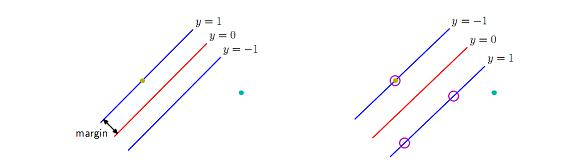 y = 1
y = 0
y = −1
margin
y = −1
y = 0
y = 1